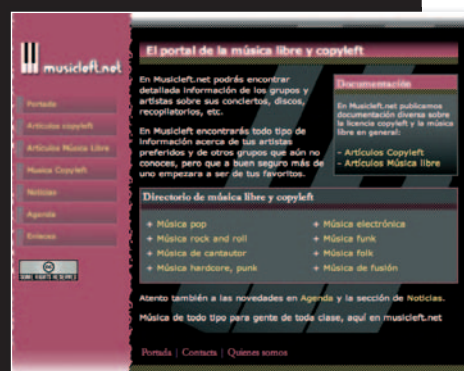 musicleft.net
Portada
Artículos copyleft
Artículos Música Libre
Musica Copyleft
Noticias
Agenda
Enlaces
SOME RIGHTS RESERVED
El portal de la música libre y copyleft
En Musicleft.net podrás encontrar
detallada información de los grupos y
artistas sobre sus conciertos, discos,
recopilatorios, etc.
En Musicleft encontrarás todo tipo de
información acerca de tus artistas
preferidos y de otros grupos que aún no
conoces, pero que a buen seguro más de
uno empezara a ser de tus favoritos.
Documentación
En Musicleft.net publicamos
documentación diversa sobre
la licencia copyleft y la música
libre en general:
- Artículos Copyleft
- Artículos Música libre
Directorio de música libre y copyleft
+ Música pop
+ Música rock and roll
+ Música de cantautor
+ Música hardcore, punk
+ Música electrónica
+ Música funk
+ Música folk
+ Música de fusión
Atento también a las novedades en Agenda y la sección de Noticias.
Música de todo tipo para gente de toda clase, aquí en musicleft.net
Portada | Contacta | Quienes somos